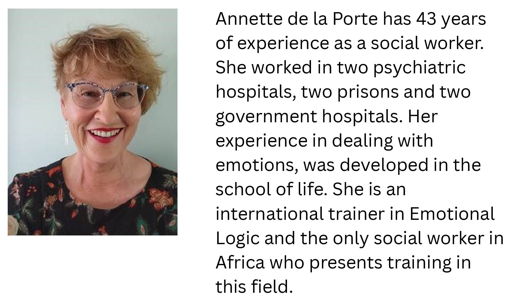 Annette de la Porte has 43 years
of experience as a social worker.
She worked in two psychiatric
hospitals, two prisons and two
government hospitals. Her
experience in dealing with
emotions, was developed in the
school of life. She is an
international trainer in Emotional
Logic and the only social worker in
Africa who presents training in
this field.